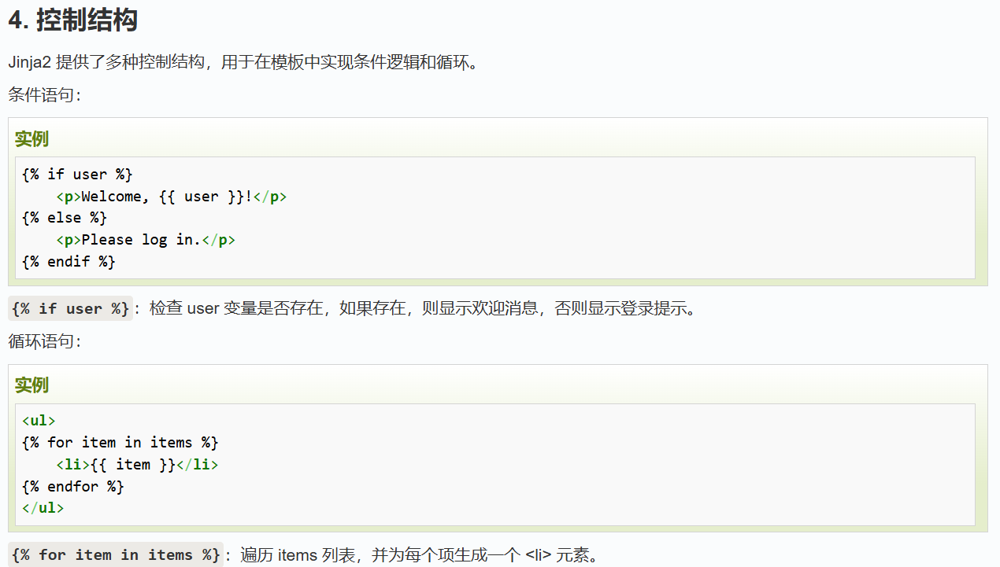 4. 控制结构
Jinja2 提供了多种控制结构，用于在模板中实现条件逻辑和循环。
条件语句：
实例
{% if user %}
    <p>Welcome, {{ user }}!</p>
{% else %}
    <p>Please log in.</p>
{% endif %}
{% if user %}：检查 user 变量是否存在，如果存在，则显示欢迎消息，否则显示登录提示。
循环语句：
实例
<ul>
{% for item in items %}
    <li>{{ item }}</li>
{% endfor %}
</ul>
{% for item in items %}：遍历 items 列表，并为每个项生成一个 <li> 元素。